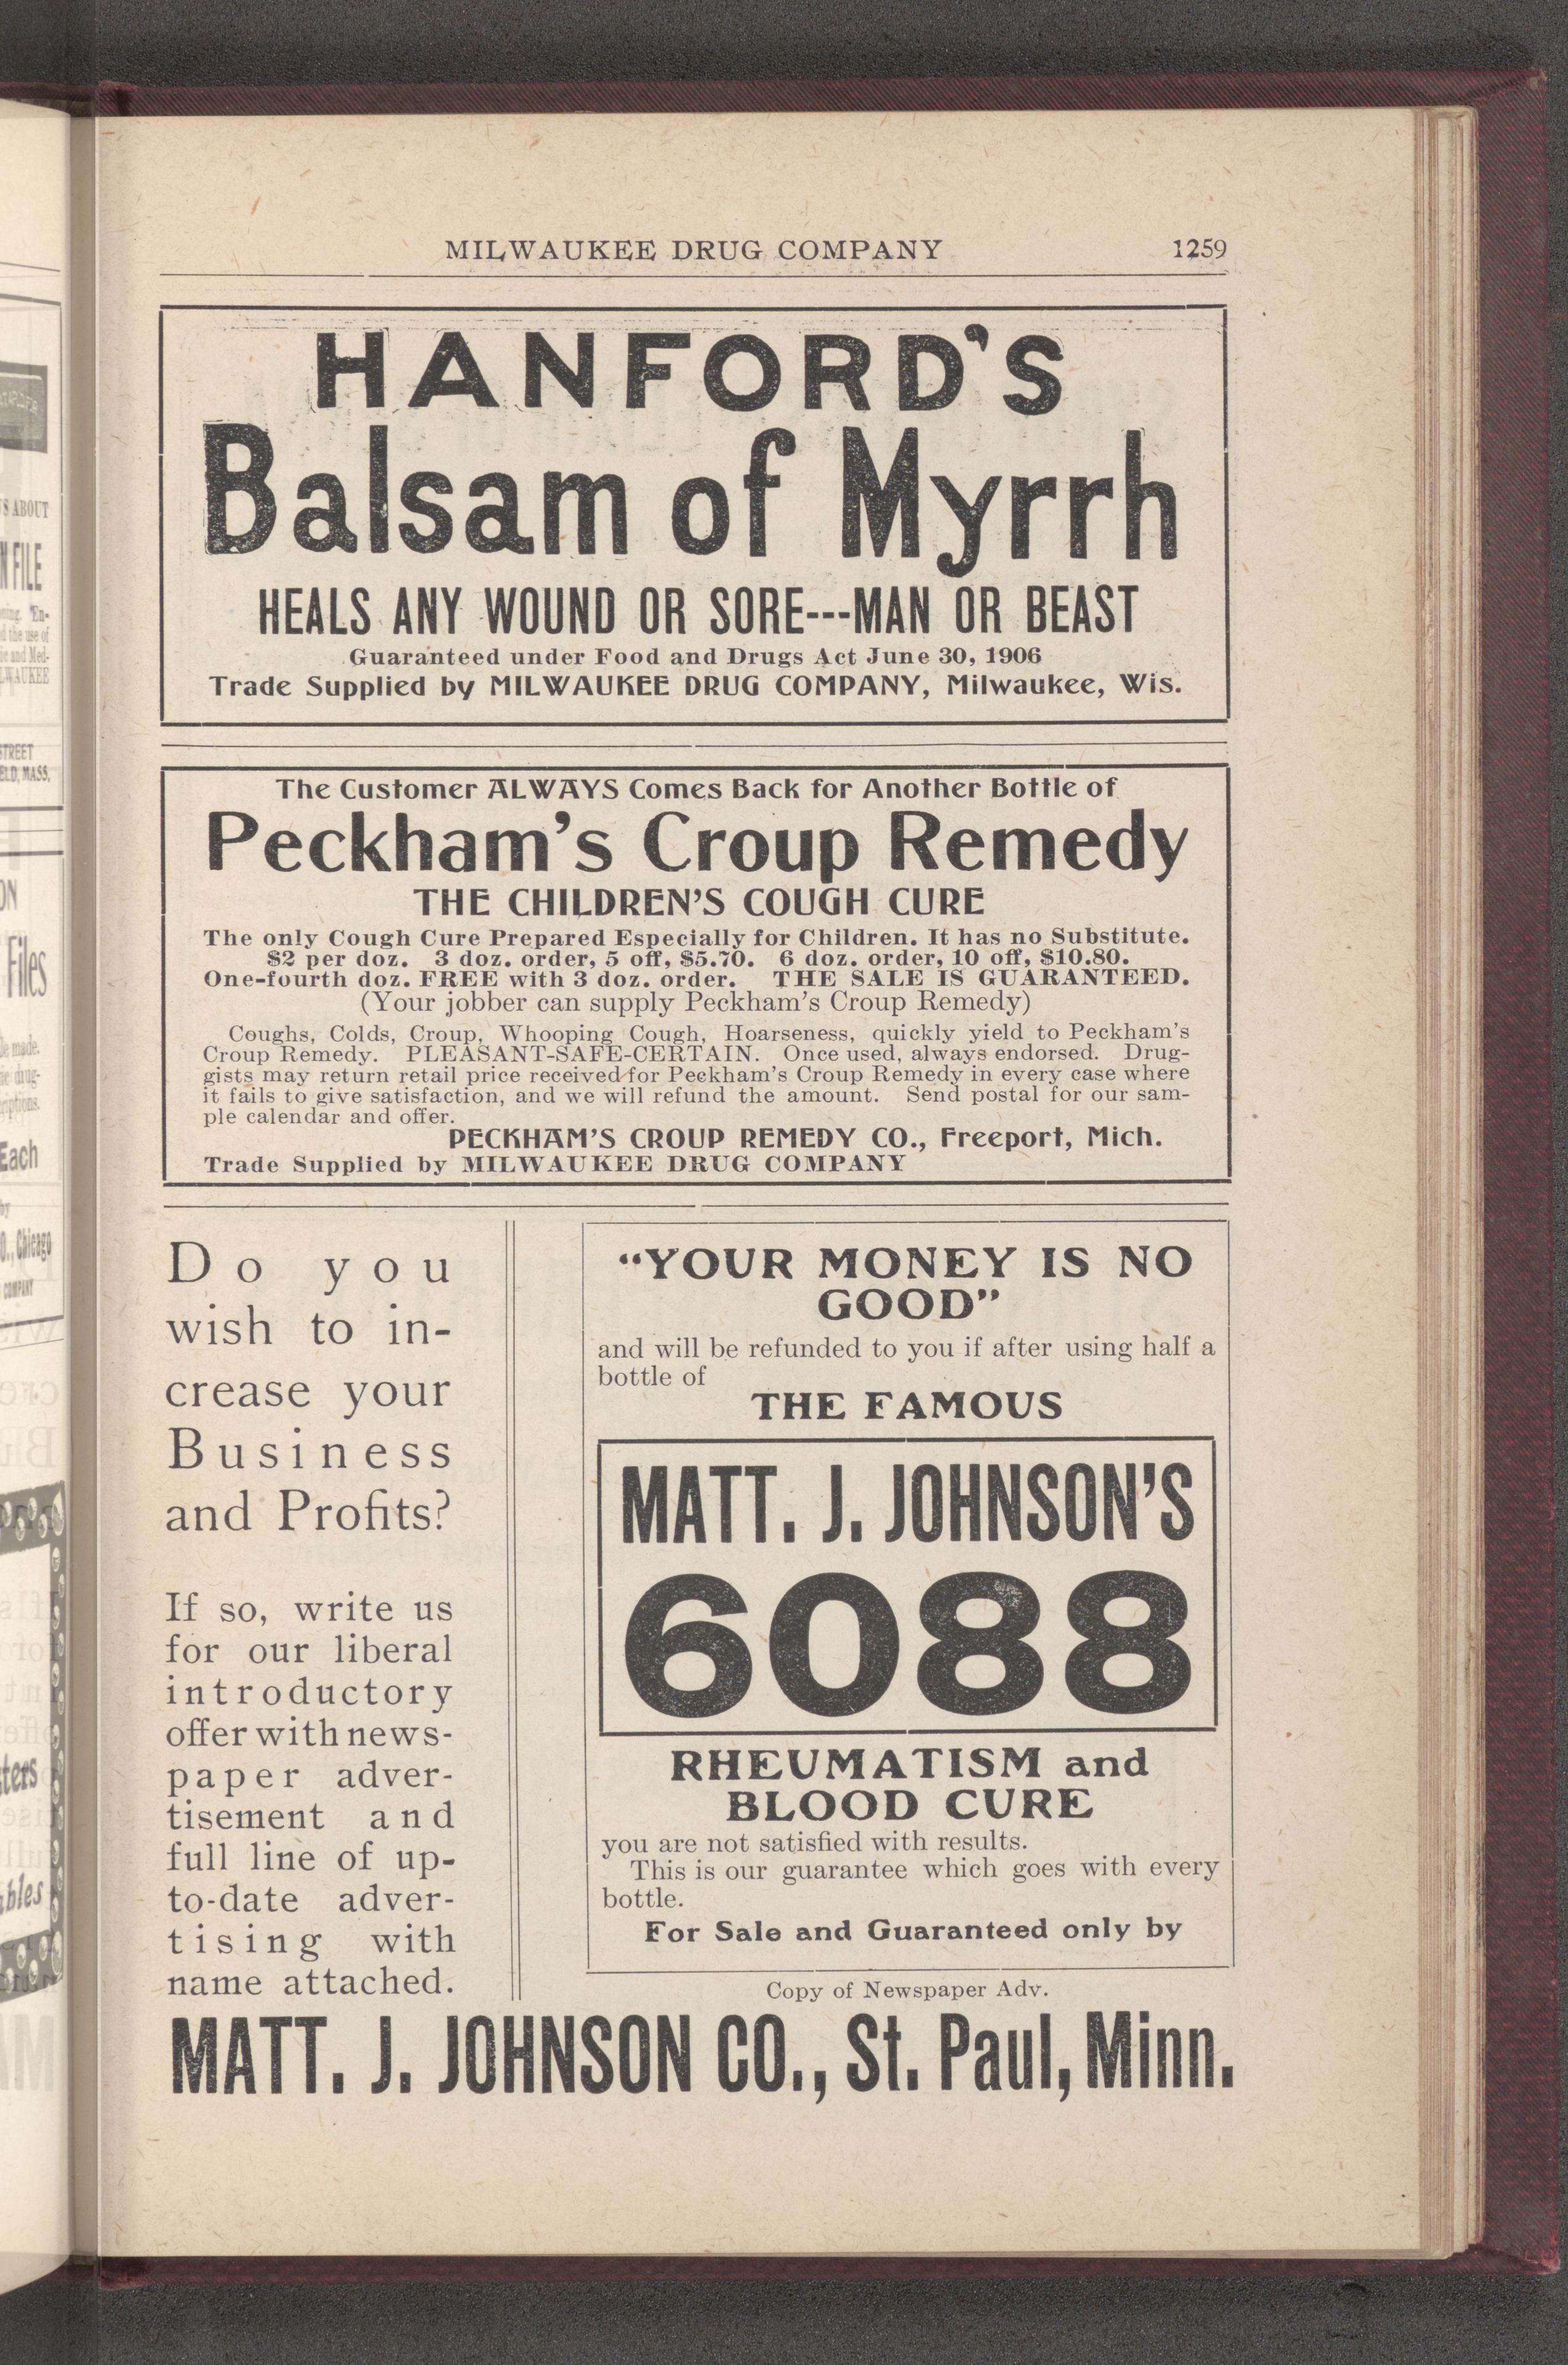 MILWAUKEE DRUG COMPANY 1259
HANFORD'S
Balsam of Myrrh
HEALS ANY WOUND OR SORE---MAN OR BEAST
Guaranteed under Food and Drugs Act June 30, 1906
Trade Supplied by MILWAUKEE DRUG COMPANY, Milwaukee, Wis.
The Customer ALWAYS Comes Back for Another Bottle of
Peckham's Croup Remedy
THE CHILDREN'S COUGH CURE
The only Cough Cure Prepared Especially for Children. It has no Substitute.
$2 per doz. 3 doz. order, 5 off, $5.70. 6 doz. order, 10 off, $10.80.
One-fourth doz. FREE with 3 doz. order. THE SALE IS GUARANTEED.
(Your jobber can supply Peckham's Croup Remedy)
Coughs, Colds, Croup, Whooping Cough, Hoarseness, quickly yield to Peckham's
Croup Remedy. PLEASANT-SAFE-CERTAIN. Once used, always endorsed. Drug-
gists may return retail price received for Peckham's Croup Remedy in every case where
it fails to give satisfaction, and we will refund the amount. Send postal for our sam-
ple calendar and offer.
PECKHAM'S CROUP REMEDY CO., Freeport, Mich.
Trade Supplied by MILWAUKEE DRUG COMPANY
Do you
wish to in-
crease your
Business
and Profits?
If so, write us
for our liberal
introductory
offer with news-
paper adver-
tisement and
full line of up-
to-date adver-
tising with
name attached.
"YOUR MONEY IS NO
GOOD"
and will be refunded to you if after using half a
bottle of
THE FAMOUS
MATT. J. JOHNSON'S
6088
RHEUMATISM and
BLOOD CURE
you are not satisfied with results.
This is our guarantee which goes with every
bottle.
For Sale and Guaranteed only by
Copy of Newspaper Adv.
MATT. J. JOHNSON CO., St. Paul, Minn.